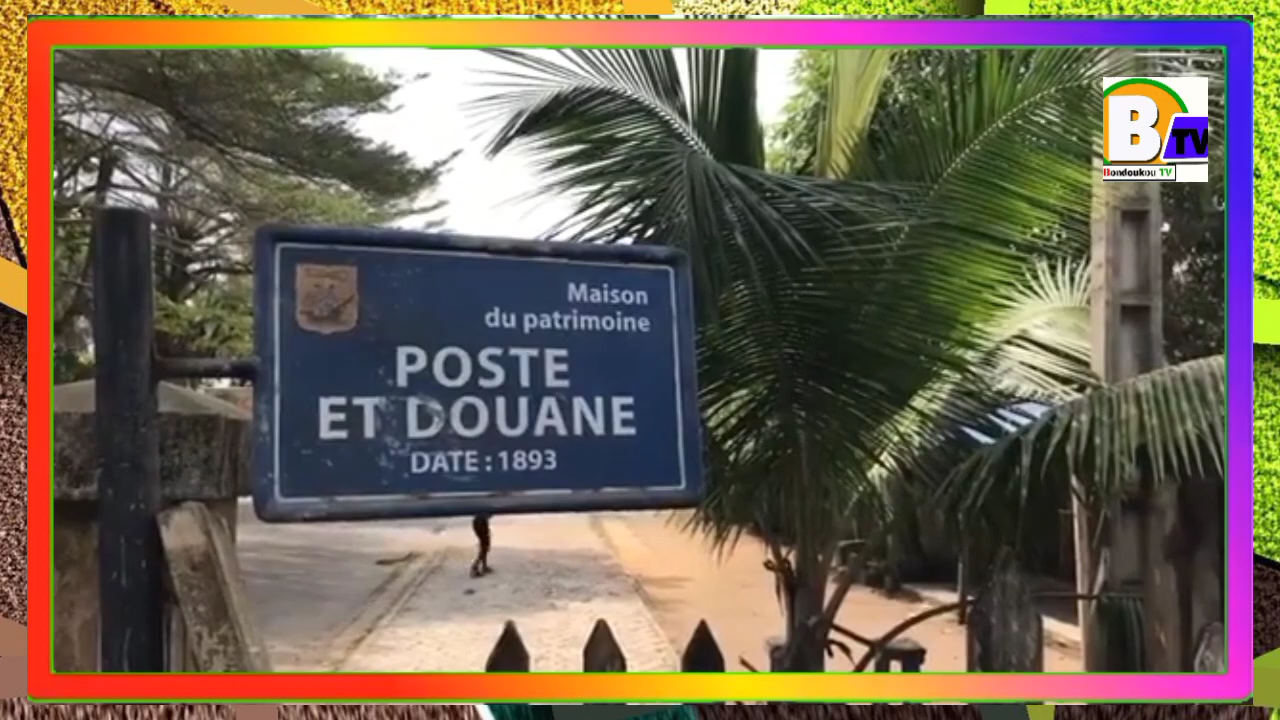 Maison
du patrimoine
POSTE
ET DOUANE
DATE : 1893
B
TV
Bondoukou TV